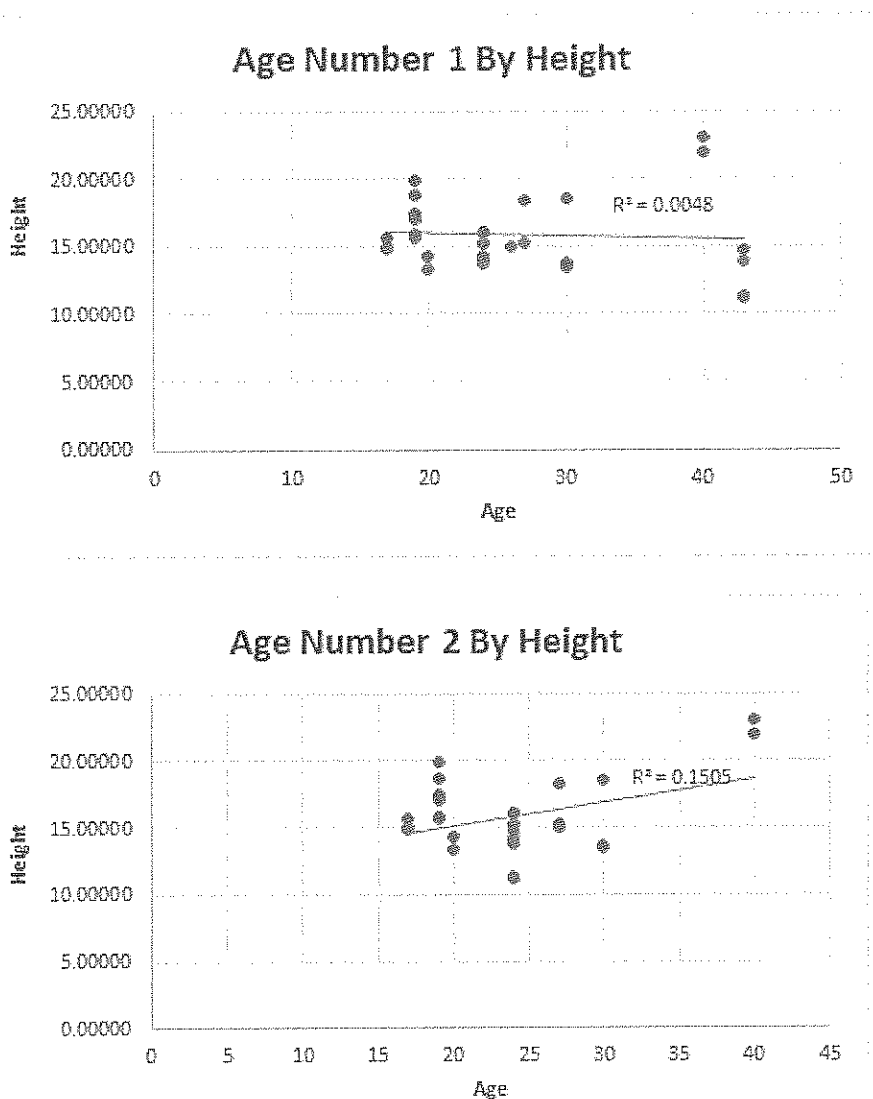 Age Number 1 By Height
25.00000
20.00000
R² = 0.0048
15.00000
10.00000
5.00000
0.00000
Height
0 10 20 30 40 50
Age
Age Number 2 By Height
25.00000
20.00000
R² = 0.1505
15.00000
10.00000
5.00000
0.00000
Height
0 5 10 15 20 25 30 35 40 45
Age